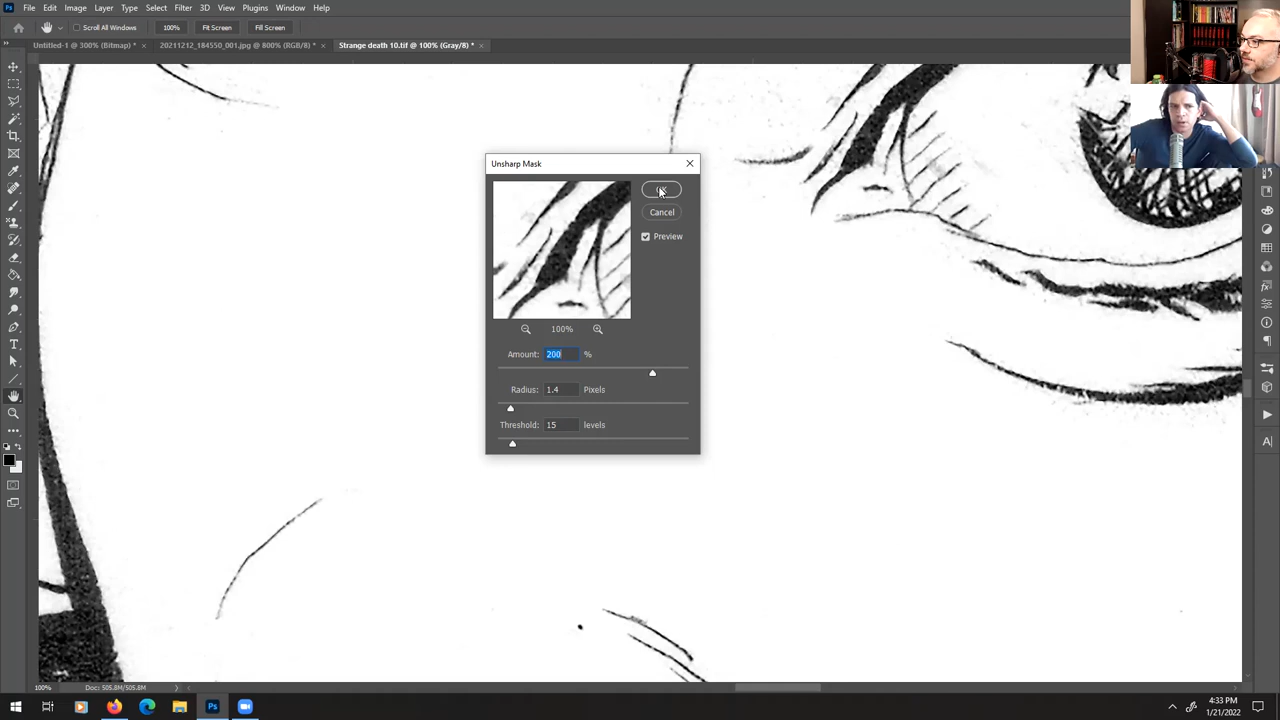 Ps File Edit Image Layer Type Select Filter 3D View Plugins Window Help
Scroll All Windows 100% Fit Screen Fill Screen
Untitled-1 @ 300% (Bitmap) * × 20211212_184550_001.jpg @ 800% (RGB/8) * × Strange death 10.tif @ 100% (Gray/8) * ×
Unsharp Mask
OK
Cancel
Preview
100%
Amount: 200 %
Radius: 1.4 Pixels
Threshold: 15 levels
100% Doc: 505.8M/505.8M
Ps
4:33 PM
1/21/2022